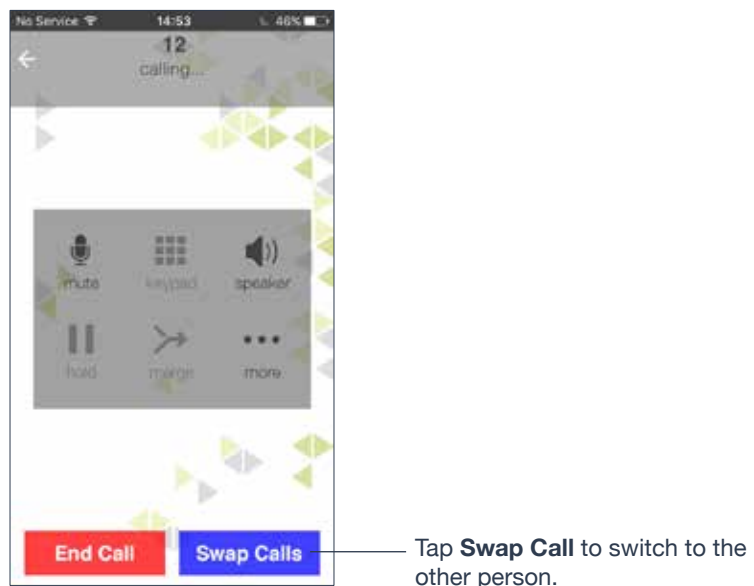 No Service 14:53 46%
12
calling...
mute keypad speaker
hold merge more
End Call Swap Calls
Tap Swap Call to switch to the
other person.